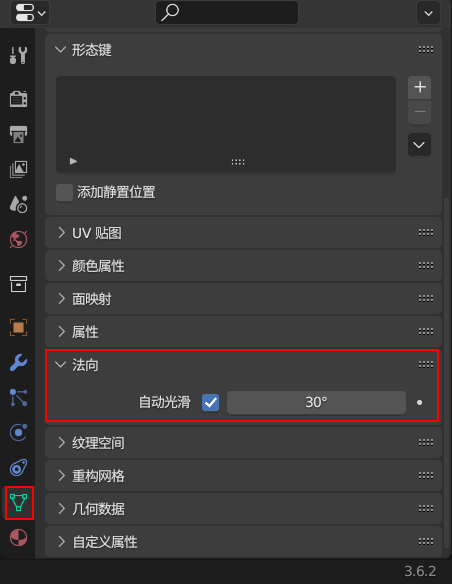 形态键
添加静置位置
UV 贴图
颜色属性
面映射
属性
法向
自动光滑 30°
纹理空间
重构网格
几何数据
自定义属性
3.6.2